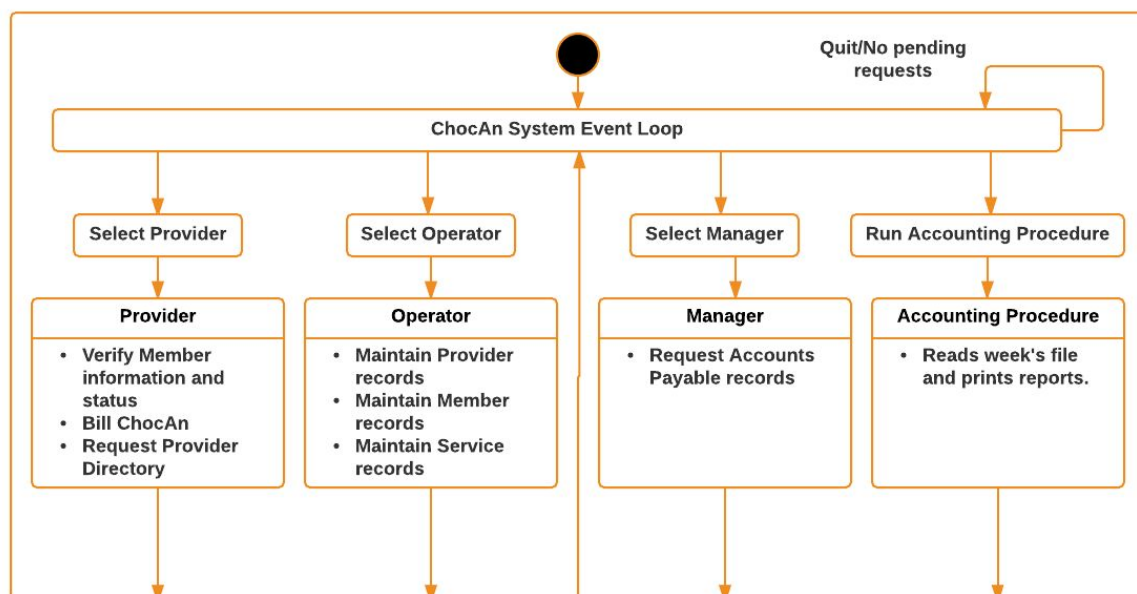 Quit/No pending
requests
ChocAn System Event Loop
Select Provider
Select Operator
Select Manager
Run Accounting Procedure
Provider
• Verify Member
information and
status
• Bill ChocAn
• Request Provider
Directory
Operator
• Maintain Provider
records
• Maintain Member
records
• Maintain Service
records
Manager
• Request Accounts
Payable records
Accounting Procedure
• Reads week's file
and prints reports.